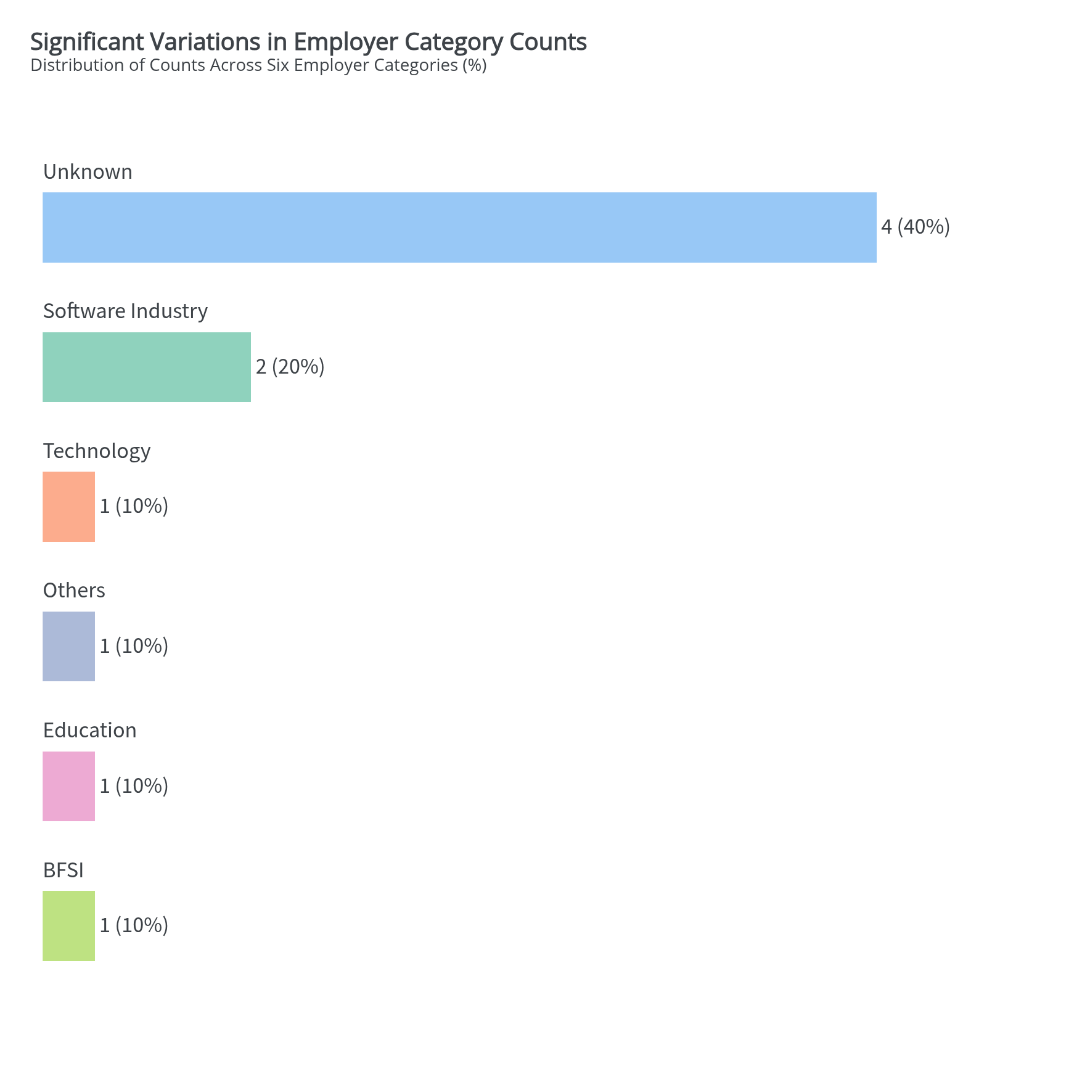 Significant Variations in Employer Category Counts
Distribution of Counts Across Six Employer Categories (%)
Unknown
4 (40%)
Software Industry
2 (20%)
Technology
1 (10%)
Others
1 (10%)
Education
1 (10%)
BFSI
1 (10%)